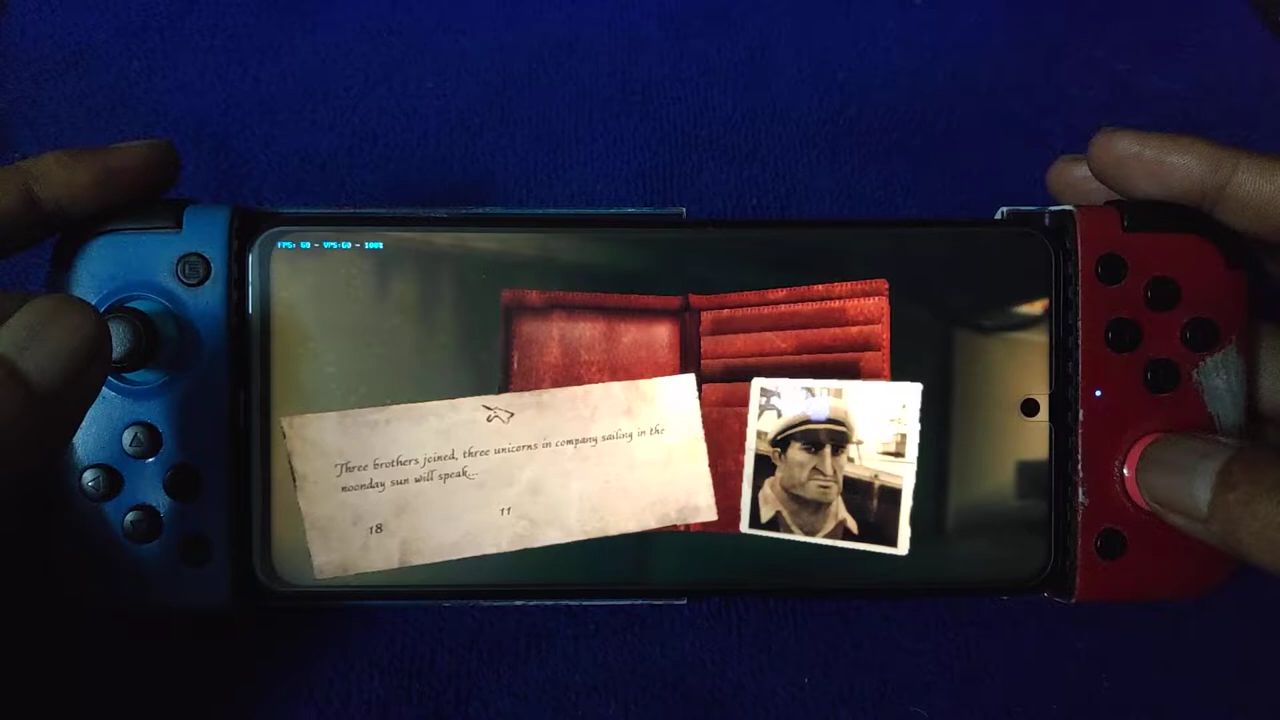 FPS: 60 - VPS:60 - 100%
Three brothers joined, three unicorns in company sailing in the
noonday sun will speak...
18 11